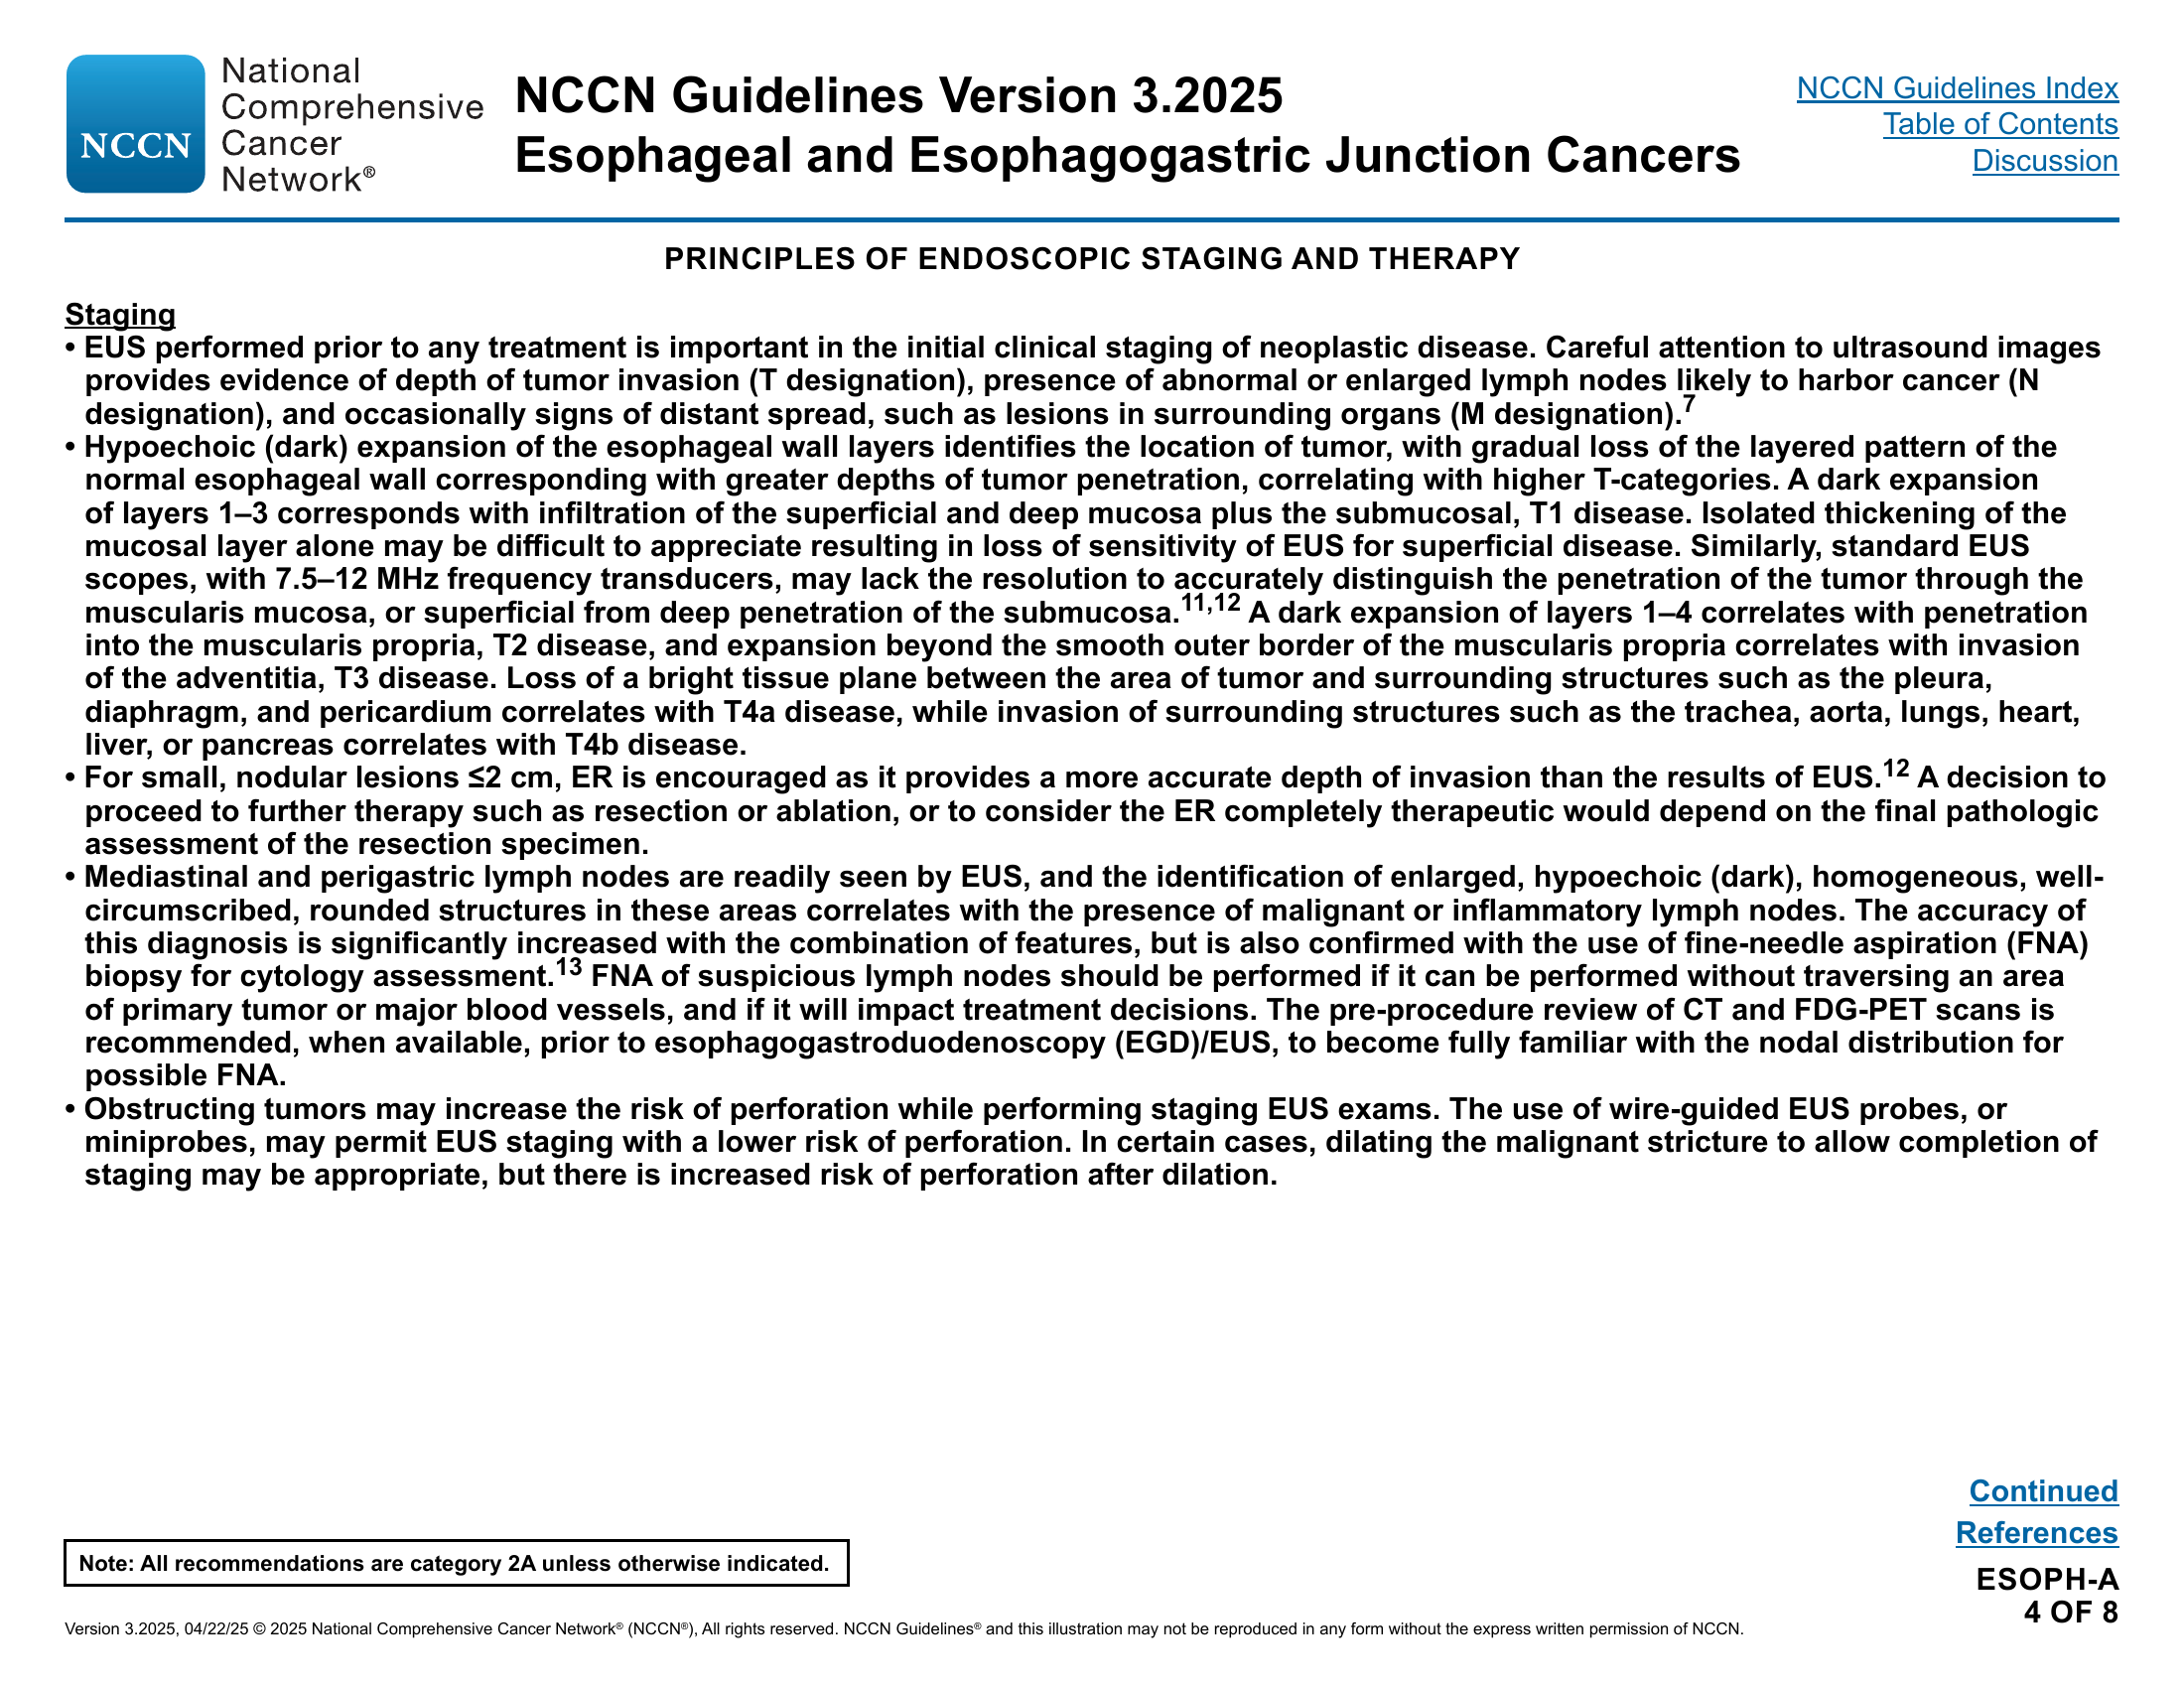 NCCN
National
Comprehensive
Cancer
Network®
NCCN Guidelines Version 3.2025
Esophageal and Esophagogastric Junction Cancers
NCCN Guidelines Index
Table of Contents
Discussion
PRINCIPLES OF ENDOSCOPIC STAGING AND THERAPY
Staging
• EUS performed prior to any treatment is important in the initial clinical staging of neoplastic disease. Careful attention to ultrasound images
provides evidence of depth of tumor invasion (T designation), presence of abnormal or enlarged lymph nodes likely to harbor cancer (N
designation), and occasionally signs of distant spread, such as lesions in surrounding organs (M designation).7
• Hypoechoic (dark) expansion of the esophageal wall layers identifies the location of tumor, with gradual loss of the layered pattern of the
normal esophageal wall corresponding with greater depths of tumor penetration, correlating with higher T-categories. A dark expansion
of layers 1–3 corresponds with infiltration of the superficial and deep mucosa plus the submucosal, T1 disease. Isolated thickening of the
mucosal layer alone may be difficult to appreciate resulting in loss of sensitivity of EUS for superficial disease. Similarly, standard EUS
scopes, with 7.5–12 MHz frequency transducers, may lack the resolution to accurately distinguish the penetration of the tumor through the
muscularis mucosa, or superficial from deep penetration of the submucosa.11,12 A dark expansion of layers 1–4 correlates with penetration
into the muscularis propria, T2 disease, and expansion beyond the smooth outer border of the muscularis propria correlates with invasion
of the adventitia, T3 disease. Loss of a bright tissue plane between the area of tumor and surrounding structures such as the pleura,
diaphragm, and pericardium correlates with T4a disease, while invasion of surrounding structures such as the trachea, aorta, lungs, heart,
liver, or pancreas correlates with T4b disease.
• For small, nodular lesions ≤2 cm, ER is encouraged as it provides a more accurate depth of invasion than the results of EUS.12 A decision to
proceed to further therapy such as resection or ablation, or to consider the ER completely therapeutic would depend on the final pathologic
assessment of the resection specimen.
• Mediastinal and perigastric lymph nodes are readily seen by EUS, and the identification of enlarged, hypoechoic (dark), homogeneous, well-
circumscribed, rounded structures in these areas correlates with the presence of malignant or inflammatory lymph nodes. The accuracy of
this diagnosis is significantly increased with the combination of features, but is also confirmed with the use of fine-needle aspiration (FNA)
biopsy for cytology assessment.13 FNA of suspicious lymph nodes should be performed if it can be performed without traversing an area
of primary tumor or major blood vessels, and if it will impact treatment decisions. The pre-procedure review of CT and FDG-PET scans is
recommended, when available, prior to esophagogastroduodenoscopy (EGD)/EUS, to become fully familiar with the nodal distribution for
possible FNA.
• Obstructing tumors may increase the risk of perforation while performing staging EUS exams. The use of wire-guided EUS probes, or
miniprobes, may permit EUS staging with a lower risk of perforation. In certain cases, dilating the malignant stricture to allow completion of
staging may be appropriate, but there is increased risk of perforation after dilation.
Continued
References
Note: All recommendations are category 2A unless otherwise indicated.
ESOPH-A
4 OF 8
Version 3.2025, 04/22/25 © 2025 National Comprehensive Cancer Network® (NCCN®), All rights reserved. NCCN Guidelines® and this illustration may not be reproduced in any form without the express written permission of NCCN.